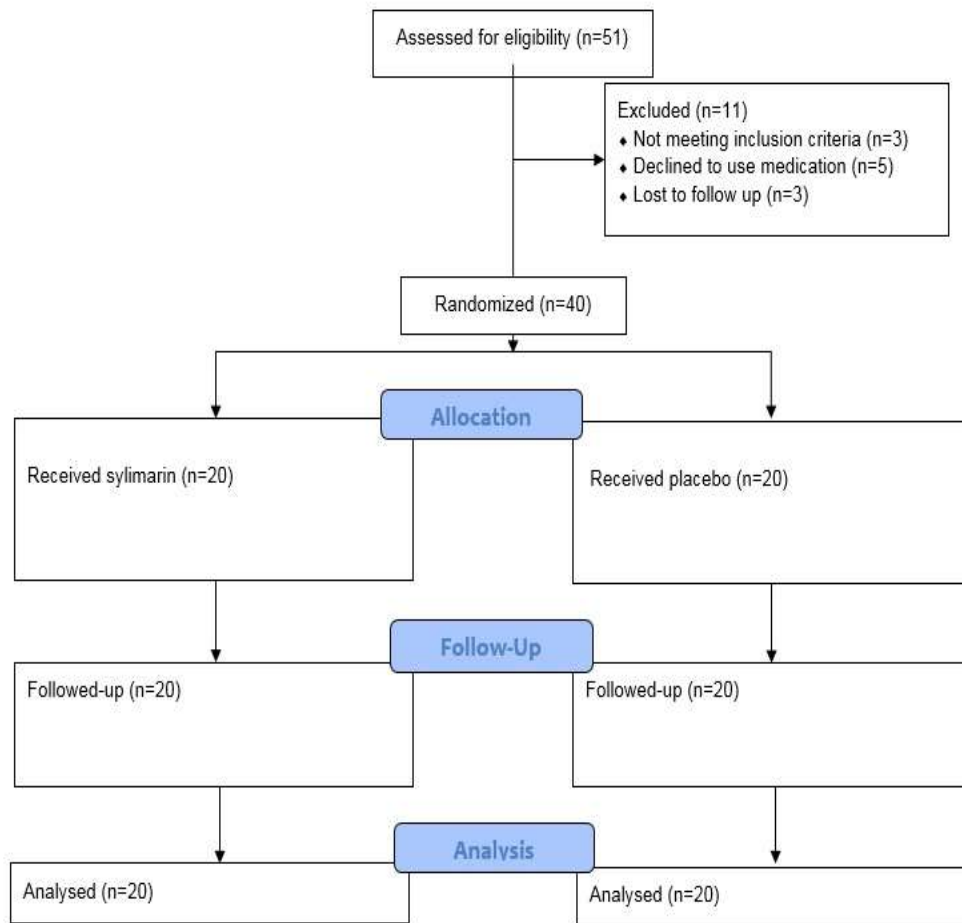 Assessed for eligibility (n=51)
Excluded (n=11)
♦ Not meeting inclusion criteria (n=3)
♦ Declined to use medication (n=5)
♦ Lost to follow up (n=3)
Randomized (n=40)
Allocation
Received sylimarin (n=20)
Received placebo (n=20)
Follow-Up
Followed-up (n=20)
Followed-up (n=20)
Analysis
Analysed (n=20)
Analysed (n=20)